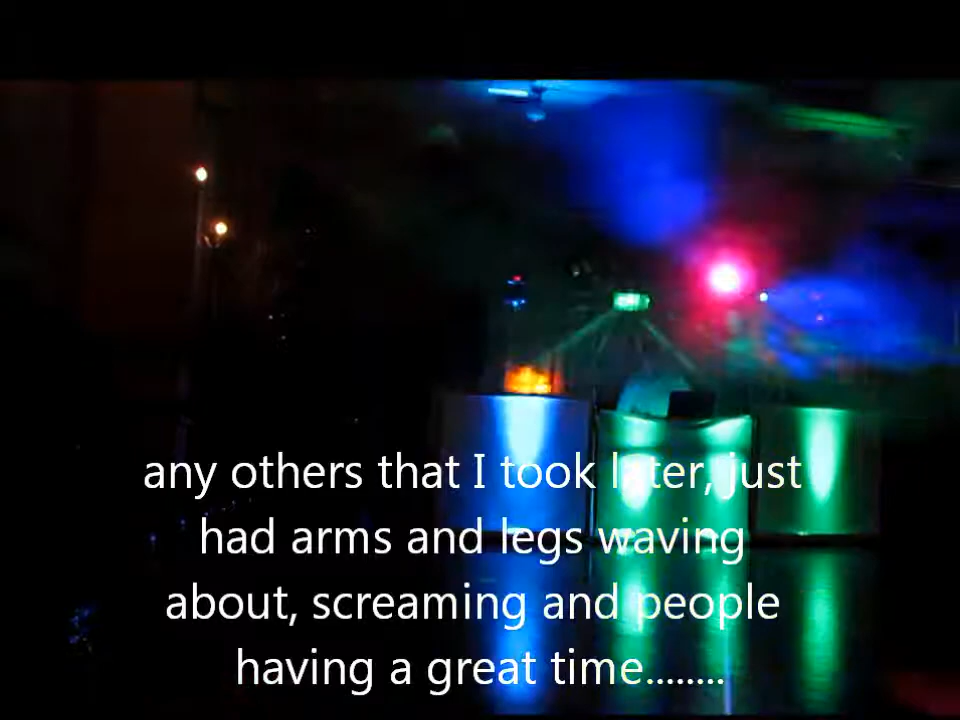 any others that I took later, just
had arms and legs waving
about, screaming and people
having a great time........